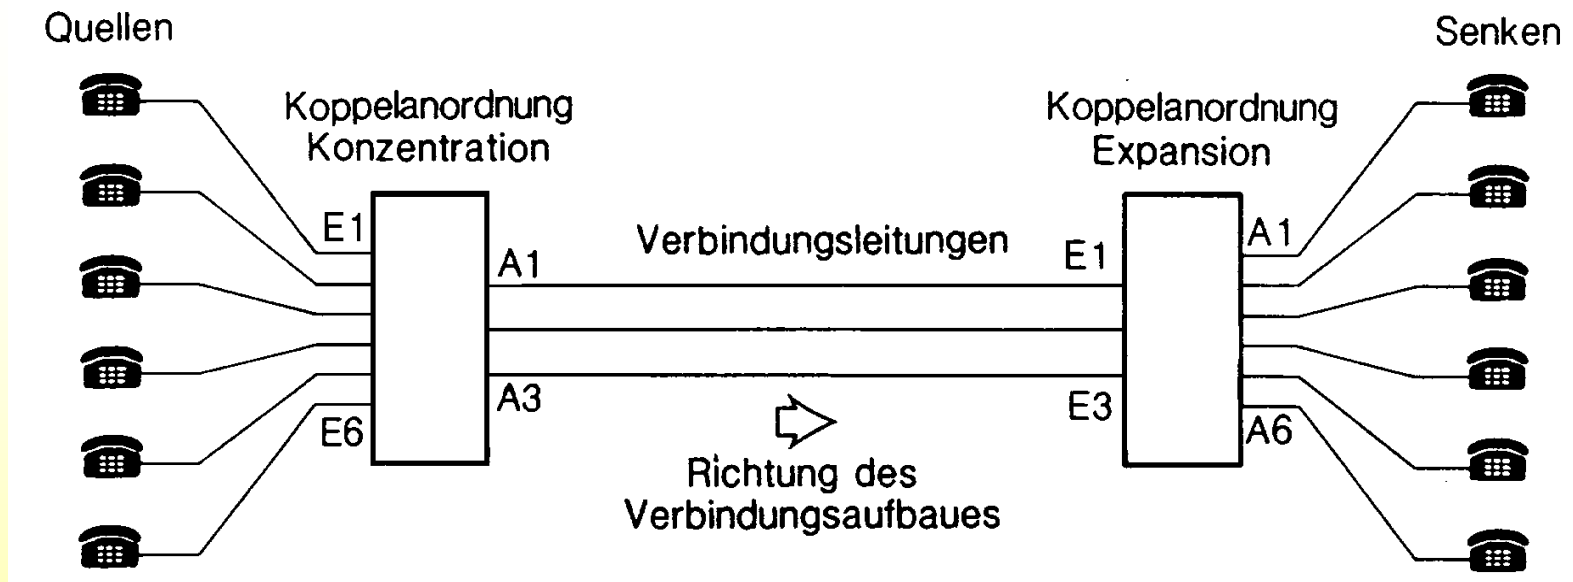 Quellen
Senken
Koppelanordnung
Konzentration
Koppelanordnung
Expansion
E1
A1
Verbindungsleitungen
E1
A1
A3
E3
E6
A6
Richtung des
Verbindungsaufbaues